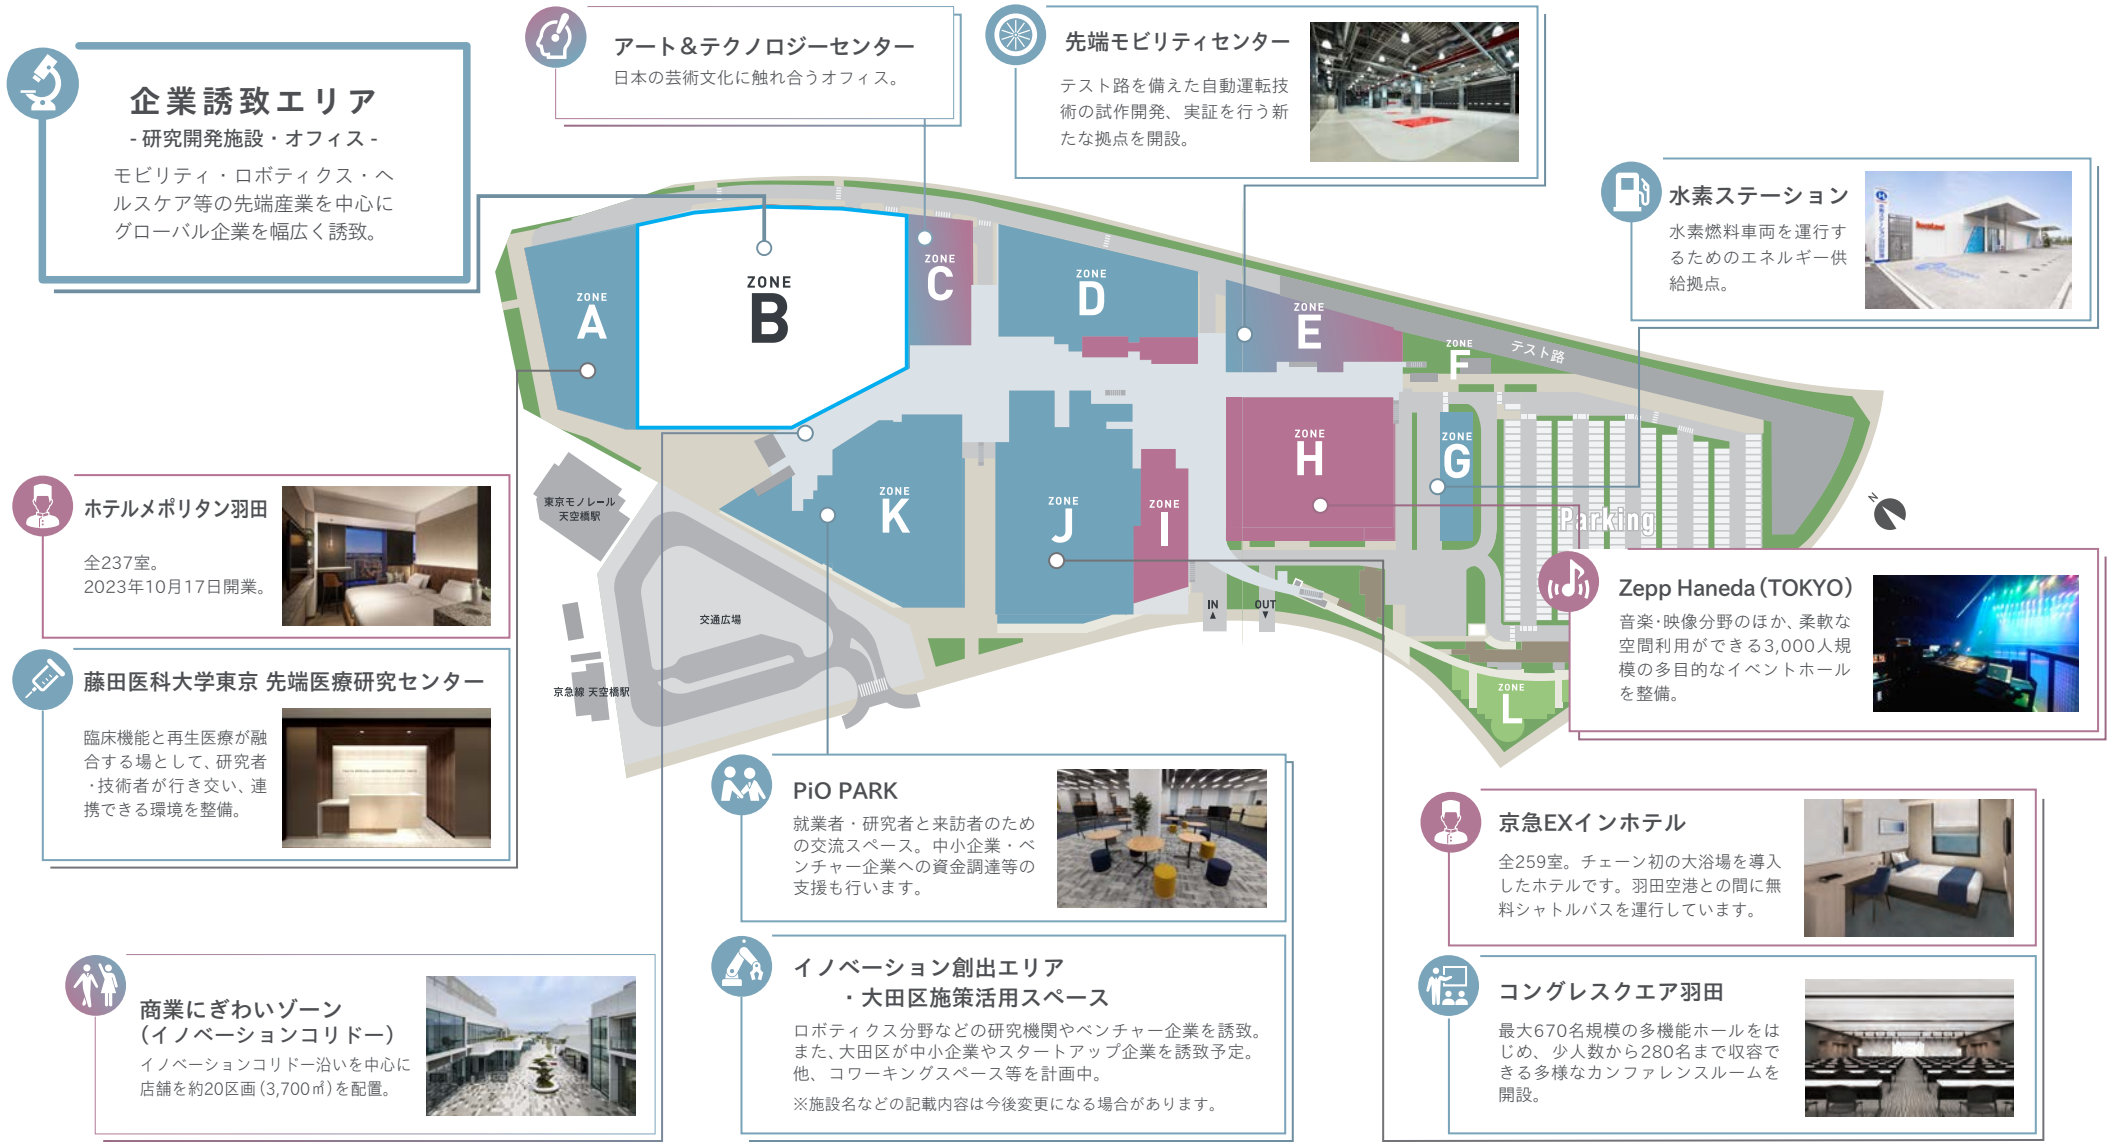 企業誘致エリア
- 研究開発施設・オフィス -
モビリティ・ロボティクス・ヘ
ルスケア等の先端産業を中心に
グローバル企業を幅広く誘致。
アート＆テクノロジーセンター
日本の芸術文化に触れ合うオフィス。
先端モビリティセンター
テスト路を備えた自動運転技
術の試作開発、実証を行う新
たな拠点を開設。
水素ステーション
水素燃料車両を運行す
るためのエネルギー供
給拠点。
ZONE
A
ZONE
B
ZONE
C
ZONE
D
ZONE
E
ZONE
F
テスト路
ZONE
G
ZONE
H
ZONE
I
ZONE
J
ZONE
K
ZONE
L
Parking
N
IN
OUT
東京モノレール
天空橋駅
交通広場
京急線 天空橋駅
ホテルメポリタン羽田
全237室。
2023年10月17日開業。
藤田医科大学東京 先端医療研究センター
臨床機能と再生医療が融
合する場として、研究者
・技術者が行き交い、連
携できる環境を整備。
Zepp Haneda（TOKYO）
音楽・映像分野のほか、柔軟な
空間利用ができる3,000人規
模の多目的なイベントホール
を整備。
PiO PARK
就業者・研究者と来訪者のため
の交流スペース。中小企業・ベ
ンチャー企業への資金調達等の
支援も行います。
京急EXインホテル
全259室。チェーン初の大浴場を導入
したホテルです。羽田空港との間に無
料シャトルバスを運行しています。
商業にぎわいゾーン
（イノベーションコリドー）
イノベーションコリドー沿いを中心に
店舗を約20区画（3,700㎡）を配置。
イノベーション創出エリア
・大田区施策活用スペース
ロボティクス分野などの研究機関やベンチャー企業を誘致。
また、大田区が中小企業やスタートアップ企業を誘致予定。
他、コワーキングスペース等を計画中。
※施設名などの記載内容は今後変更になる場合があります。
コングレスクエア羽田
最大670名規模の多機能ホールをは
じめ、少人数から280名まで収容で
きる多様なカンファレンスルームを
開設。